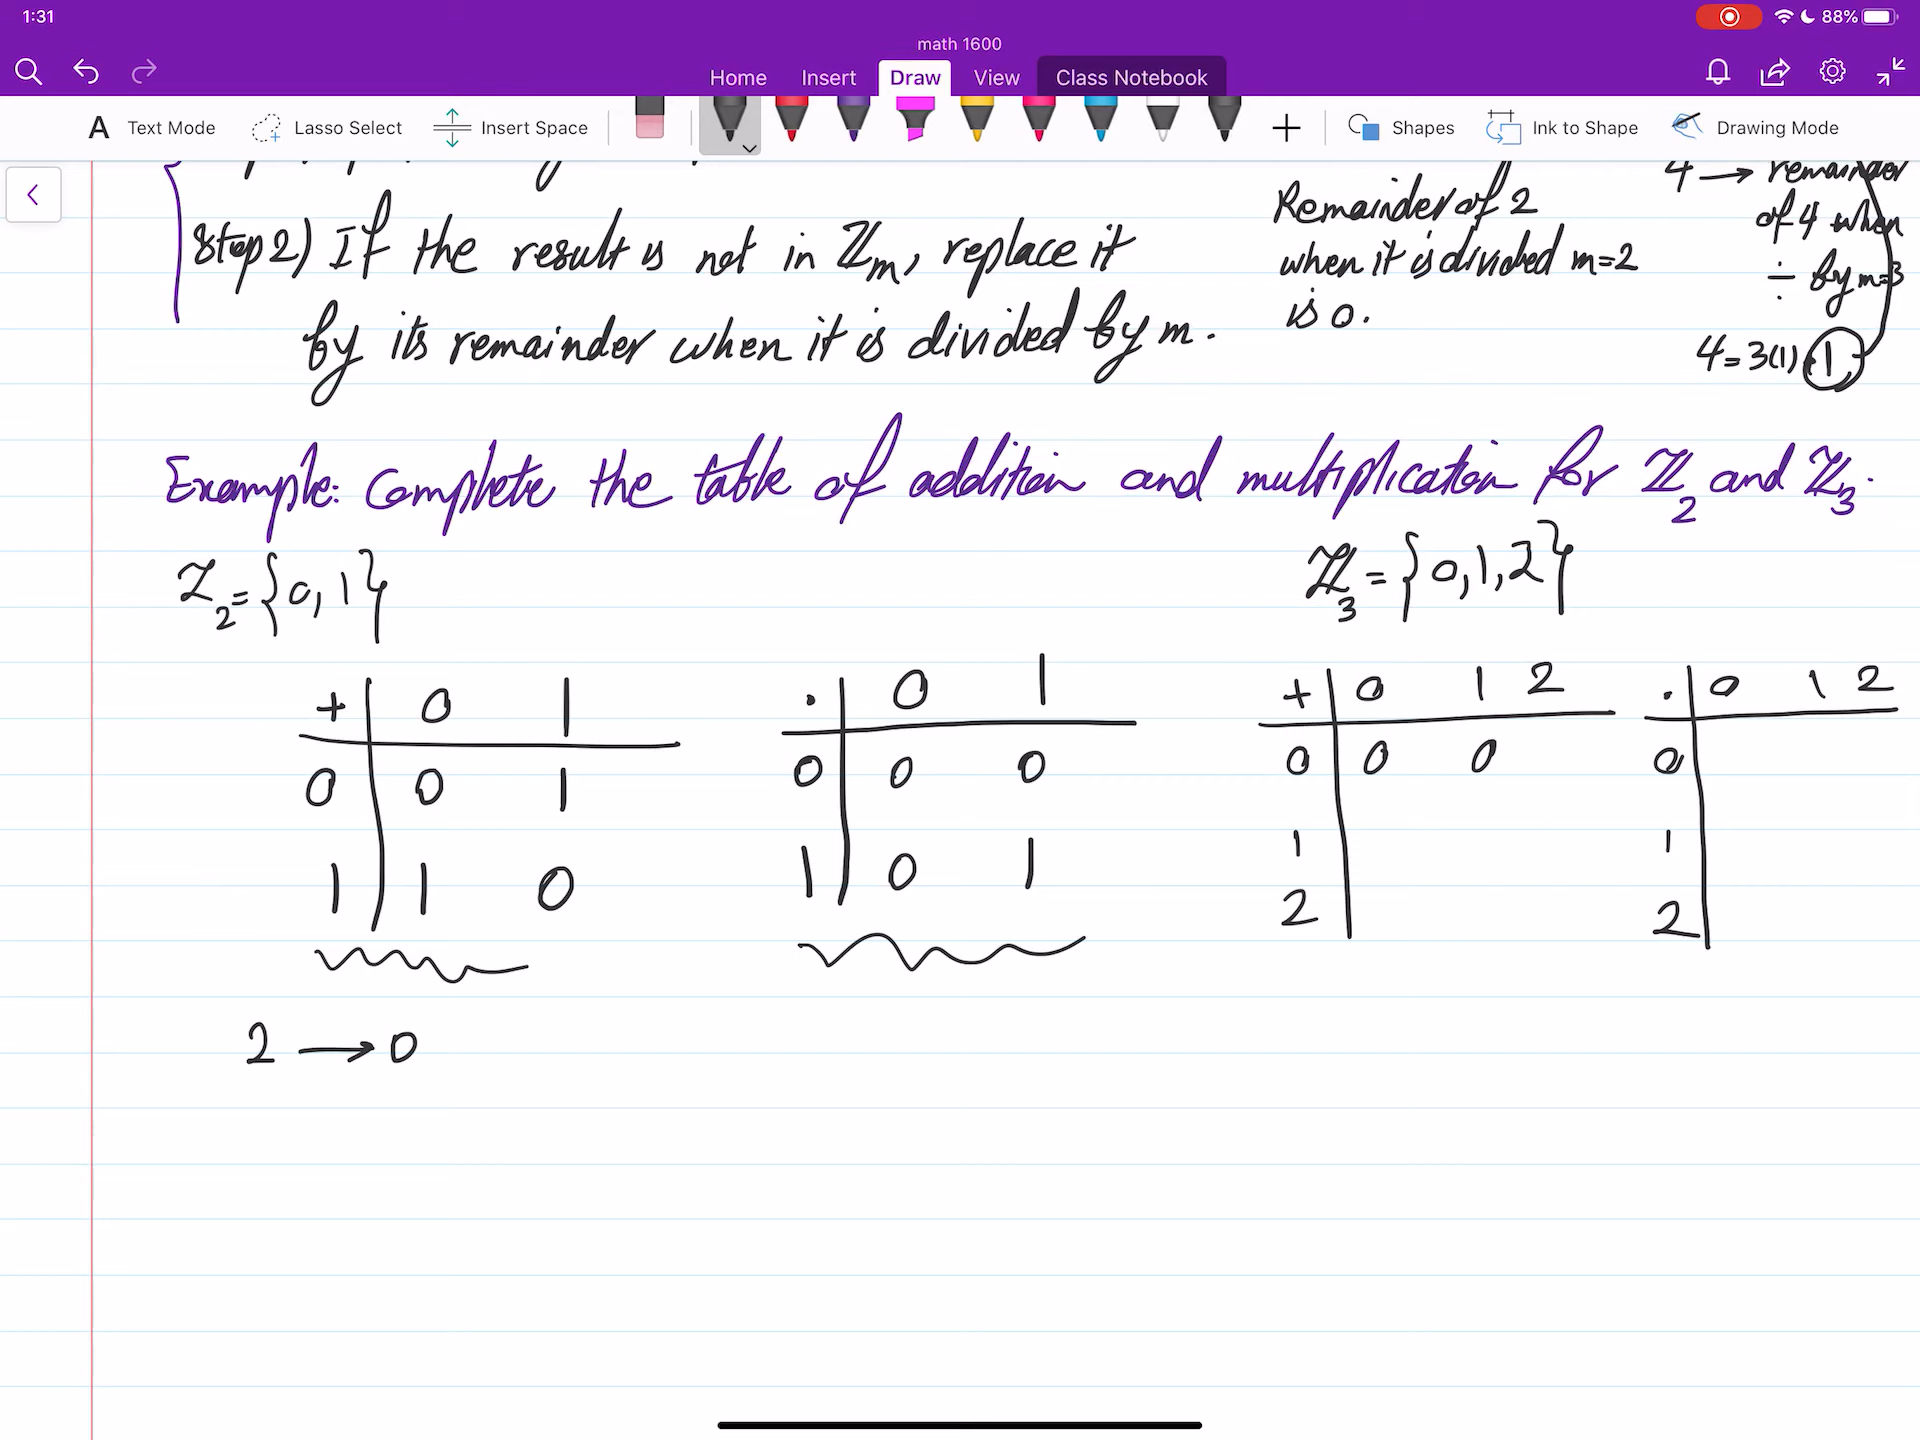 1:31
88%
math 1600
Home Insert Draw View Class Notebook
A Text Mode Lasso Select Insert Space Shapes Ink to Shape Drawing Mode
Step 2) If the result is not in ℤm, replace it
by its remainder when it is divided by m.
Remainder of 2
when it is divided m=2
is 0.
4 → remainder
of 4 when
÷ by m=3
4=3(1)+1
Example: Complete the table of addition and multiplication for ℤ2 and ℤ3.
ℤ2={0,1}
ℤ3={0,1,2}
+ 0 1
0 0 1
1 1 0
. 0 1
0 0 0
1 0 1
+ 0 1 2
0 0 0
1
2
. 0 1 2
0
1
2
2 → 0